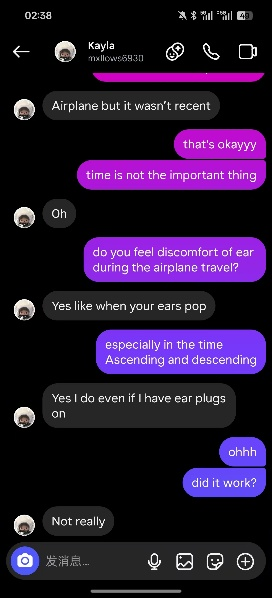 02:38
Kayla
mxllows6930
Airplane but it wasn't recent
that's okayyy
time is not the important thing
Oh
do you feel discomfort of ear
during the airplane travel?
Yes like when your ears pop
especially in the time
Ascending and descending
Yes I do even if I have ear plugs
on
ohhh
did it work?
Not really
发消息...